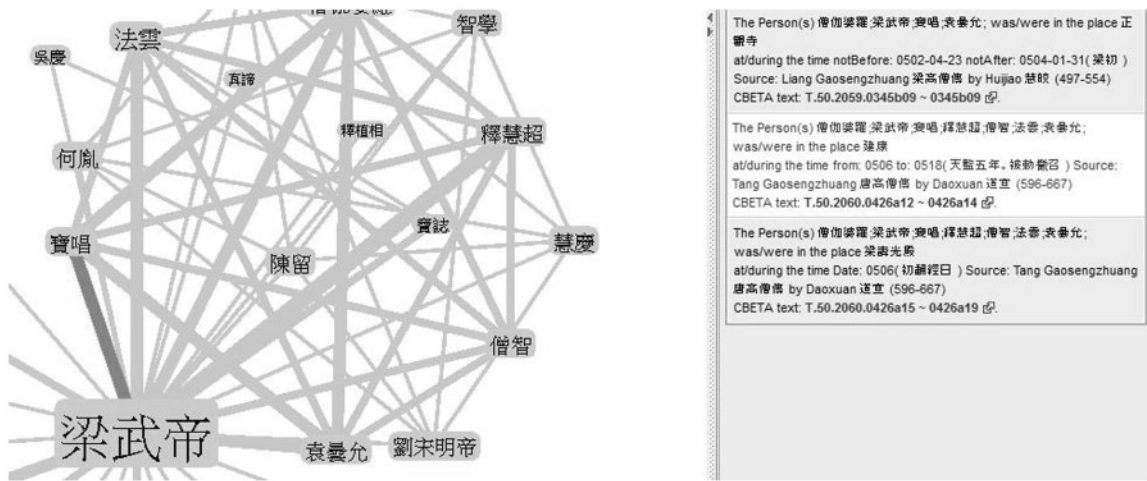 法雲
智學
吳慶
真諦
釋植相
釋慧超
何胤
寶誌
寶唱
慧慶
陳留
僧智
梁武帝
袁曇允
劉宋明帝
The Person(s) 僧伽婆羅;梁武帝;寶唱;袁曇允; was/were in the place 正
觀寺
at/during the time notBefore: 0502-04-23 notAfter: 0504-01-31( 梁初 )
Source: Liang Gaosengzhuang 梁高僧傳 by Huijiao 慧皎 (497-554)
CBETA text: T.50.2059.0345b09 ~ 0345b09
The Person(s) 僧伽婆羅;梁武帝;寶唱;釋慧超;僧智;法雲;袁曇允;
was/were in the place 建康
at/during the time from: 0506 to: 0518( 天監五年。被勅徵召 ) Source:
Tang Gaosengzhuang 唐高僧傳 by Daoxuan 道宣 (596-667)
CBETA text: T.50.2060.0426a12 ~ 0426a14
The Person(s) 僧伽婆羅;梁武帝;寶唱;釋慧超;僧智;法雲;袁曇允;
was/were in the place 梁壽光殿
at/during the time Date: 0506( 初翻經日 ) Source: Tang Gaosengzhuang
唐高僧傳 by Daoxuan 道宣 (596-667)
CBETA text: T.50.2060.0426a15 ~ 0426a19